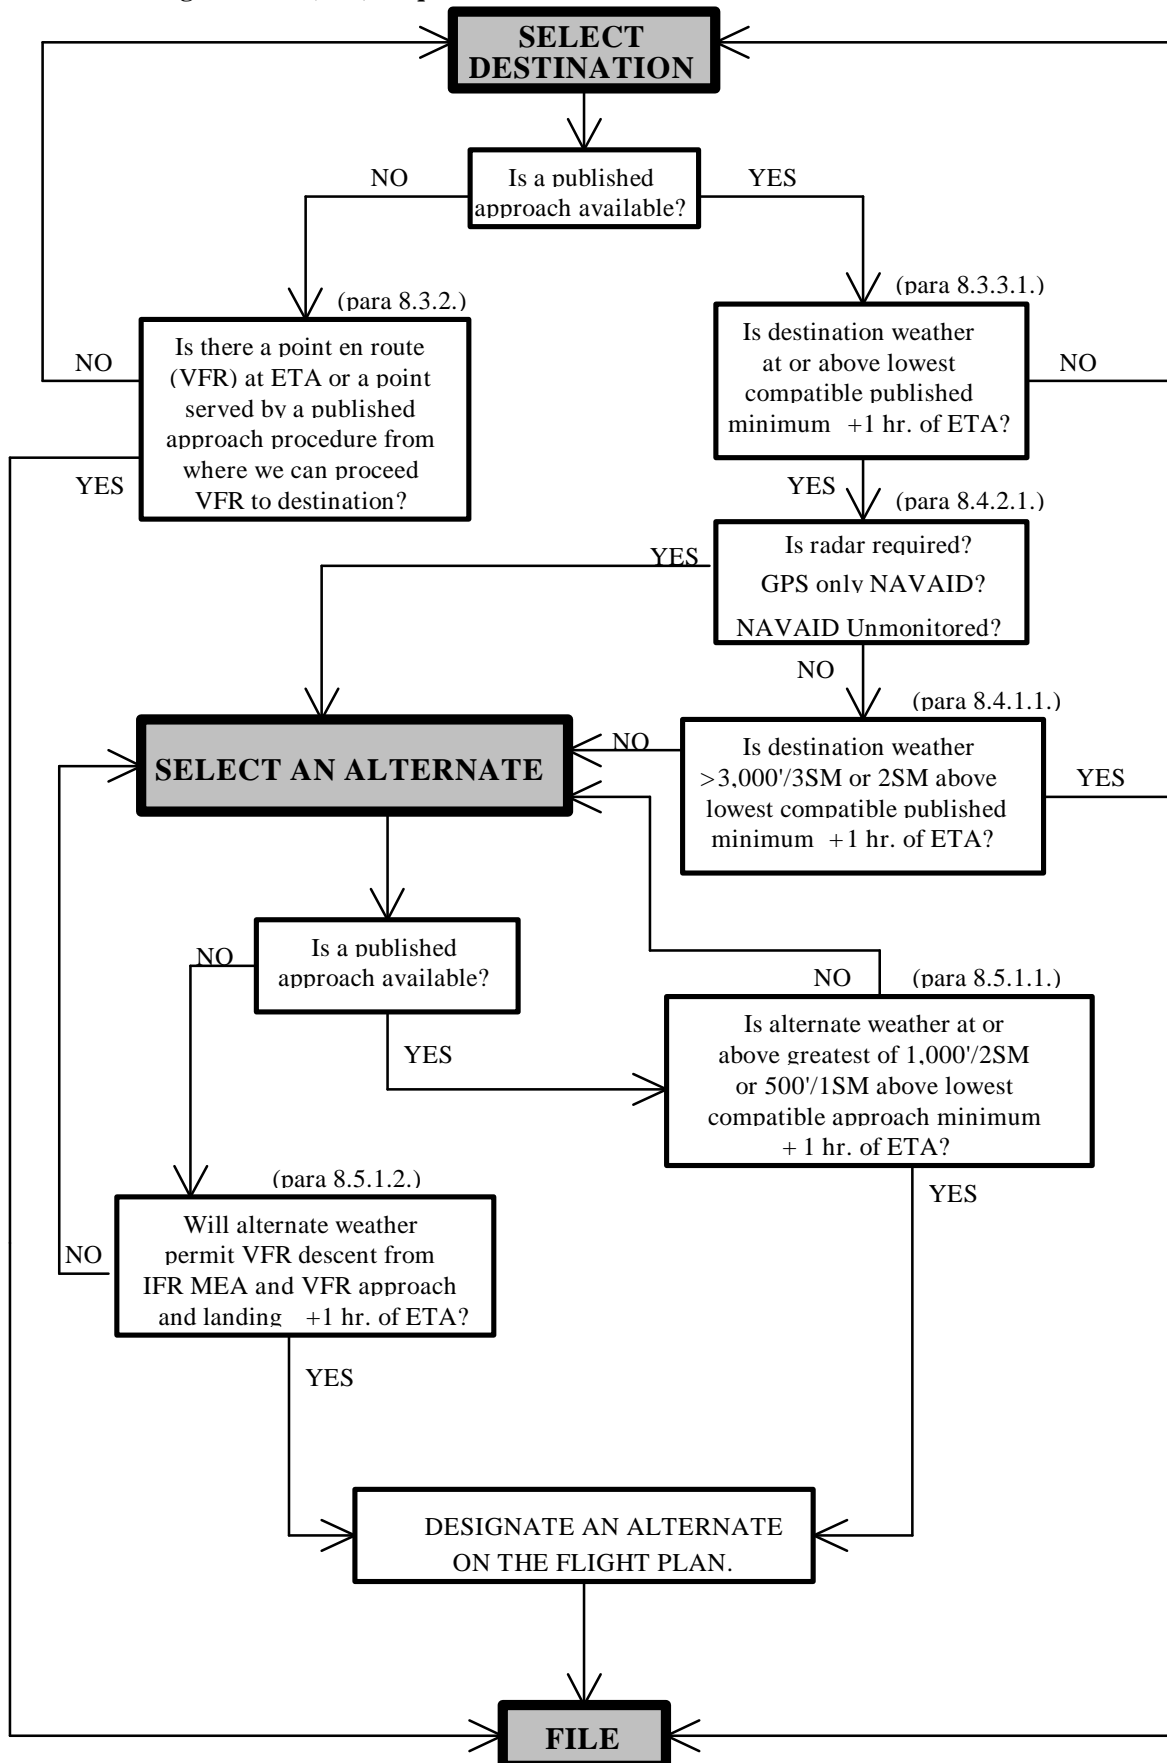 SELECT
DESTINATION
NO
Is a published
approach available?
YES
(para 8.3.2.)
(para 8.3.3.1.)
NO
Is there a point en route
(VFR) at ETA or a point
served by a published
approach procedure from
where we can proceed
VFR to destination?
YES
Is destination weather
at or above lowest
compatible published
minimum +1 hr. of ETA?
NO
YES
(para 8.4.2.1.)
YES
Is radar required?
GPS only NAVAID?
NAVAID Unmonitored?
NO
(para 8.4.1.1.)
SELECT AN ALTERNATE
NO
Is destination weather
>3,000'/3SM or 2SM above
lowest compatible published
minimum +1 hr. of ETA?
YES
NO
Is a published
approach available?
YES
NO
(para 8.5.1.1.)
Is alternate weather at or
above greatest of 1,000'/2SM
or 500'/1SM above lowest
compatible approach minimum
+ 1 hr. of ETA?
YES
(para 8.5.1.2.)
NO
Will alternate weather
permit VFR descent from
IFR MEA and VFR approach
and landing +1 hr. of ETA?
YES
DESIGNATE AN ALTERNATE
ON THE FLIGHT PLAN.
FILE